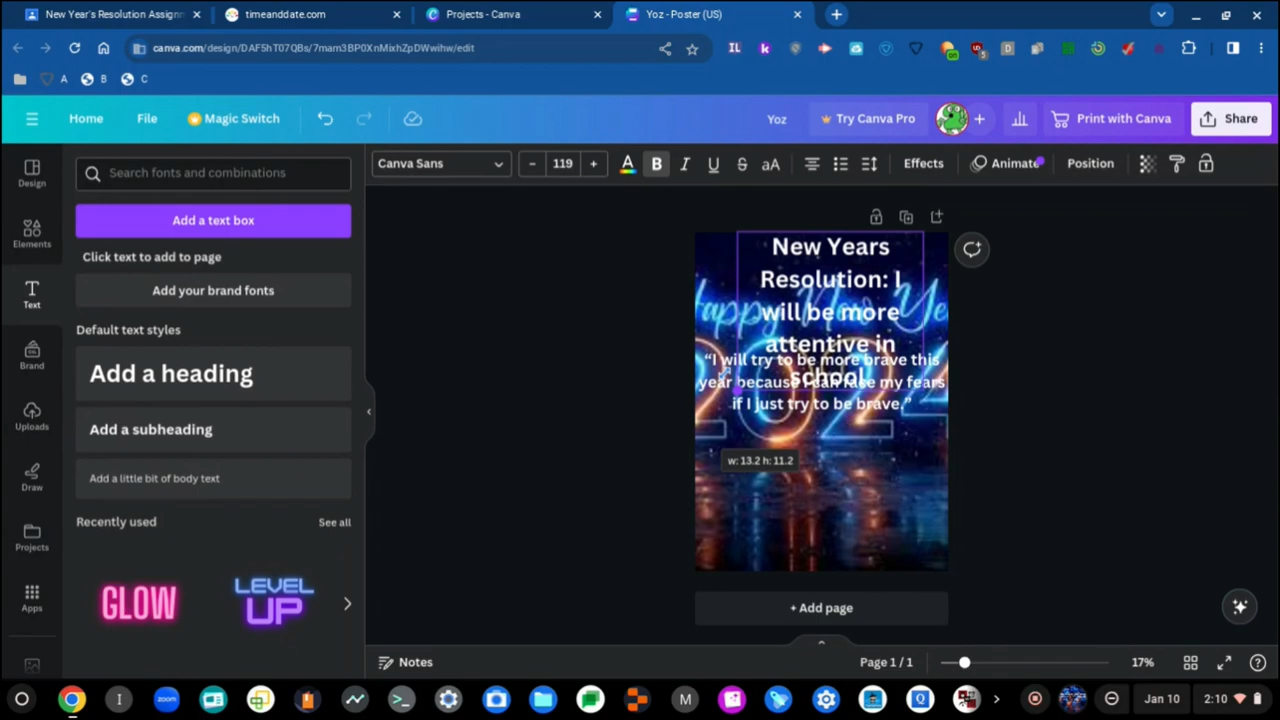 New Year's Resolution Assignm
timeanddate.com
Projects - Canva
Yoz - Poster (US)
canva.com/design/DAF5hT07QBs/7mam3BP0XnMixhZpDWwihw/edit
A
B
C
Home
File
Magic Switch
Yoz
Try Canva Pro
Print with Canva
Share
Canva Sans
119
A
B
I
U
S
aA
Effects
Animate
Position
Design
Elements
Text
Brand
Uploads
Draw
Projects
Apps
Search fonts and combinations
Add a text box
Click text to add to page
Add your brand fonts
Default text styles
Add a heading
Add a subheading
Add a little bit of body text
Recently used
See all
GLOW
LEVEL
UP
New Years
Resolution: I
will be more
attentive in
school
Happy New Ye
2024
“I will try to be more brave this
year because I can face my fears
if I just try to be brave.”
w: 13.2 h: 11.2
+ Add page
Notes
Page 1 / 1
17%
Jan 10
2:10